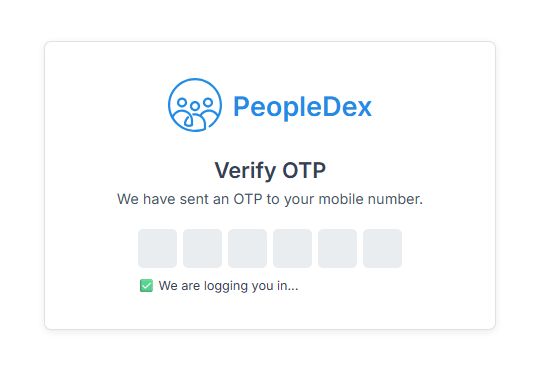 PeopleDex
Verify OTP
We have sent an OTP to your mobile number.
✅ We are logging you in...